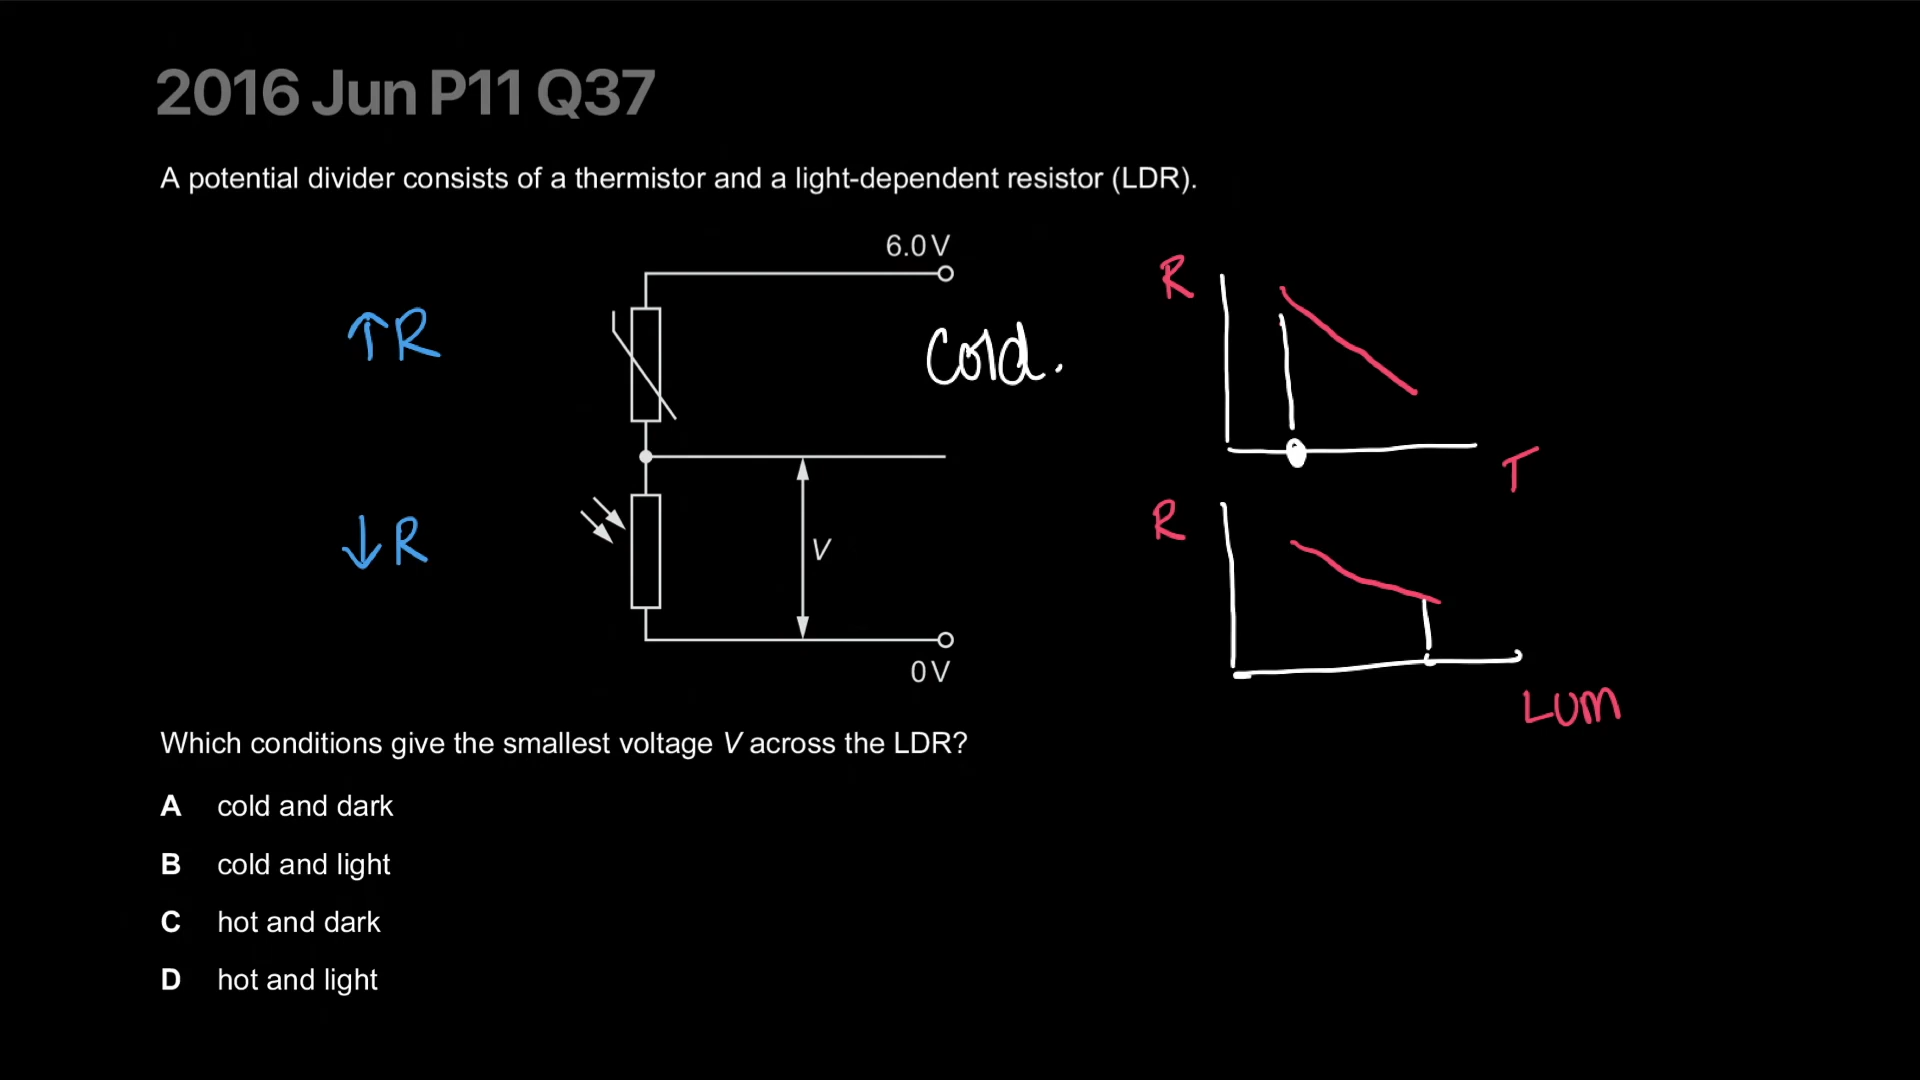 2016 Jun P11 Q37
A potential divider consists of a thermistor and a light-dependent resistor (LDR).
6.0 V
R
↑R
Cold.
T
R
↓R
V
0 V
LUM
Which conditions give the smallest voltage V across the LDR?
A cold and dark
B cold and light
C hot and dark
D hot and light